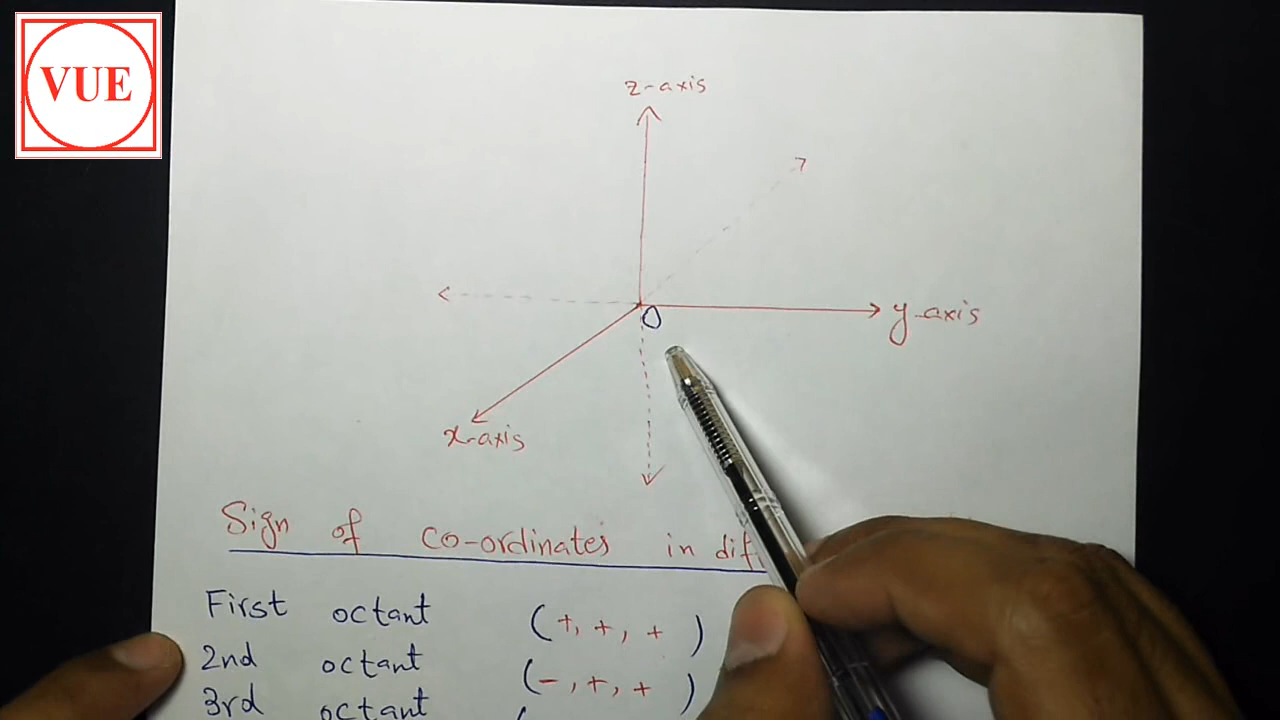 VUE
z-axis
O
y-axis
x-axis
Sign of co-ordinates in dif
First octant (+, +, + )
2nd octant (-, +, + )
3rd octant (